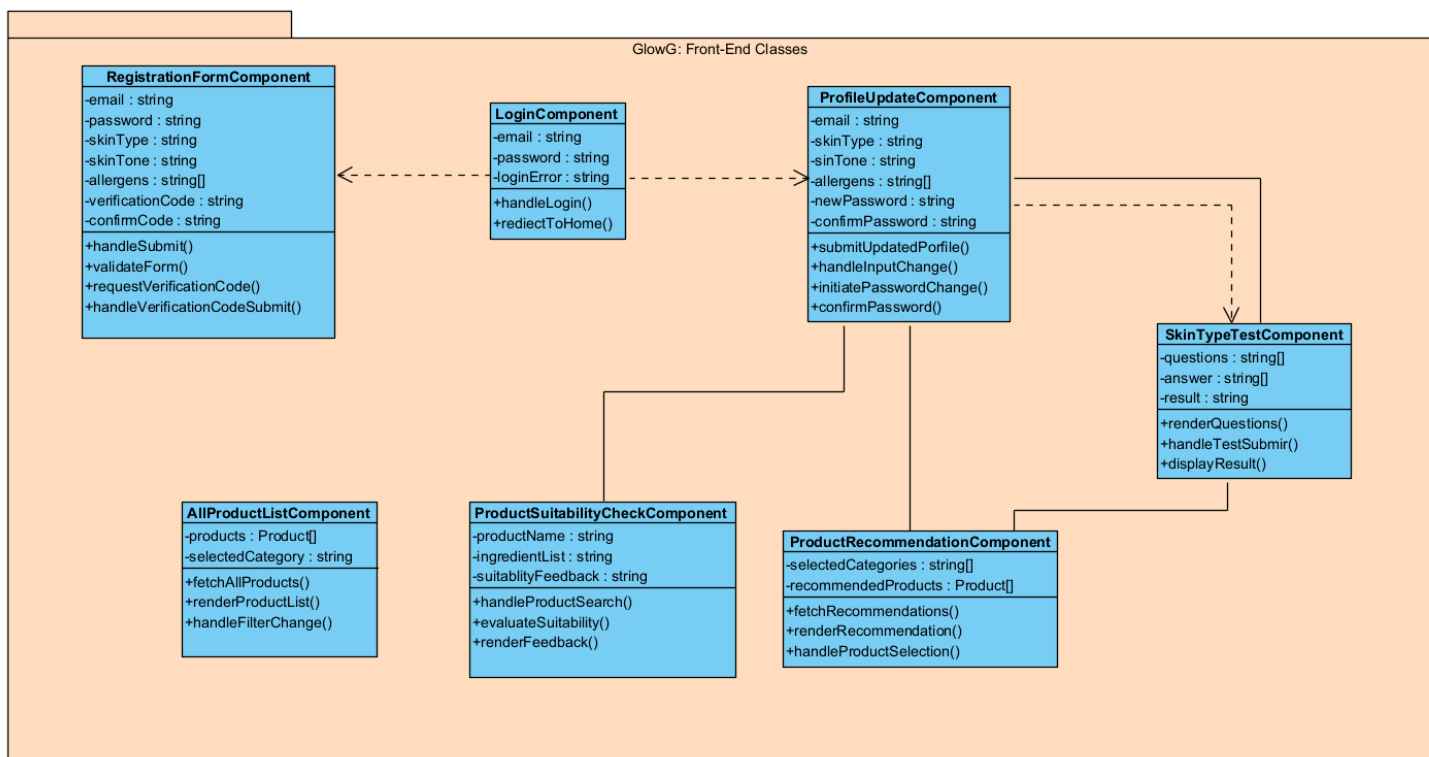 GlowG: Front-End Classes
RegistrationFormComponent
-email : string
-password : string
-skinType : string
-skinTone : string
-allergens : string[]
-verificationCode : string
-confirmCode : string
+handleSubmit()
+validateForm()
+requestVerificationCode()
+handleVerificationCodeSubmit()
LoginComponent
-email : string
-password : string
-loginError : string
+handleLogin()
+rediectToHome()
ProfileUpdateComponent
-email : string
-skinType : string
-sinTone : string
-allergens : string[]
-newPassword : string
-confirmPassword : string
+submitUpdatedPorfile()
+handleInputChange()
+initiatePasswordChange()
+confirmPassword()
SkinTypeTestComponent
-questions : string[]
-answer : string[]
-result : string
+renderQuestions()
+handleTestSubmir()
+displayResult()
AllProductListComponent
-products : Product[]
-selectedCategory : string
+fetchAllProducts()
+renderProductList()
+handleFilterChange()
ProductSuitabilityCheckComponent
-productName : string
-ingredientList : string
-suitablityFeedback : string
+handleProductSearch()
+evaluateSuitability()
+renderFeedback()
ProductRecommendationComponent
-selectedCategories : string[]
-recommendedProducts : Product[]
+fetchRecommendations()
+renderRecommendation()
+handleProductSelection()